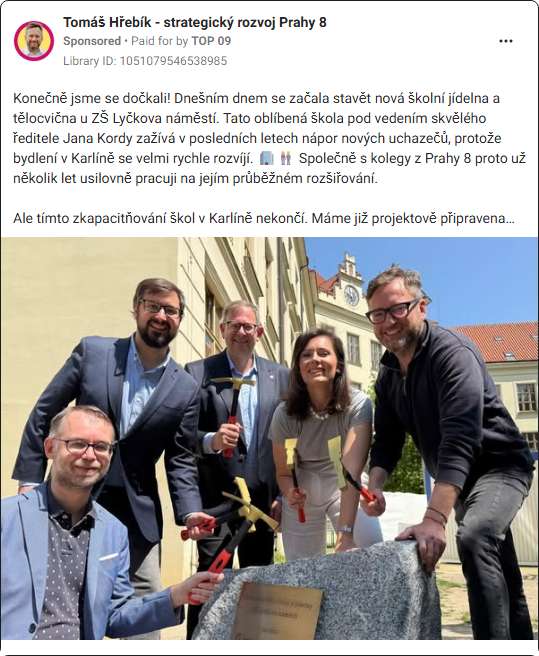 Tomáš Hřebík - strategický rozvoj Prahy 8
Sponsored • Paid for by TOP 09
Library ID: 1051079546538985
Konečně jsme se dočkali! Dnešním dnem se začala stavět nová školní jídelna a
tělocvična u ZŠ Lyčkova náměstí. Tato oblíbená škola pod vedením skvělého
ředitele Jana Kordy zažívá v posledních letech nápor nových uchazečů, protože
bydlení v Karlíně se velmi rychle rozvíjí. 🏢👫 Společně s kolegy z Prahy 8 proto už
několik let usilovně pracuji na jejím průběžném rozšiřování.
Ale tímto zkapacitňování škol v Karlíně nekončí. Máme již projektově připravena…